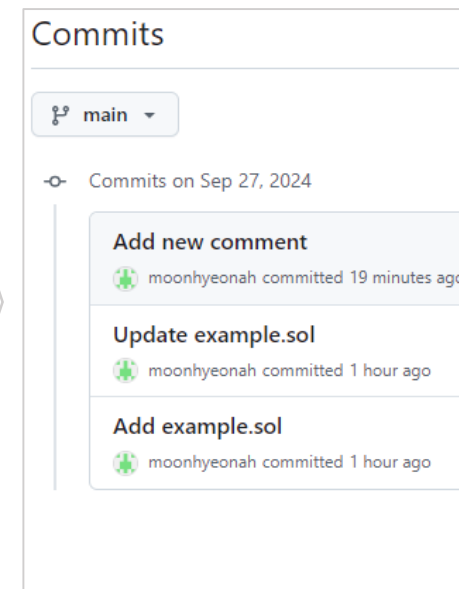 Commits
main
Commits on Sep 27, 2024
Add new comment
moonhyeonah committed 19 minutes ago
Update example.sol
moonhyeonah committed 1 hour ago
Add example.sol
moonhyeonah committed 1 hour ago